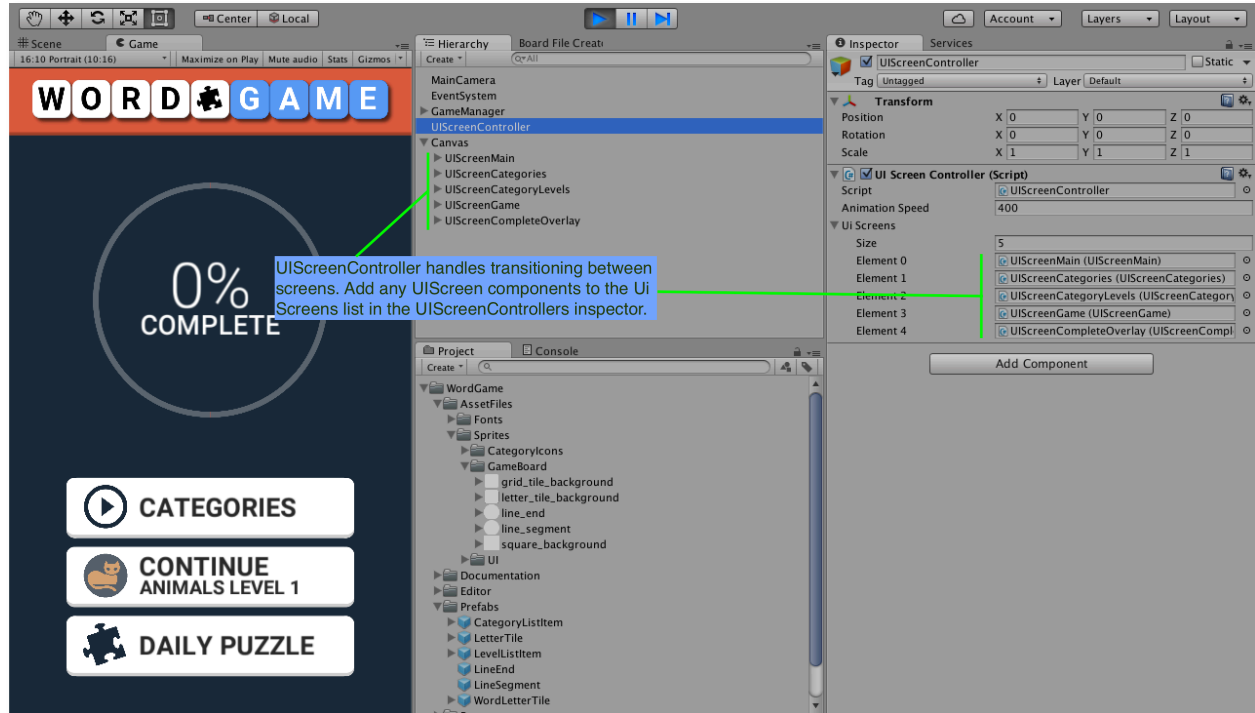 Center Local
Account Layers Layout
Scene Game
16:10 Portrait (10:16) Maximize on Play Mute audio Stats Gizmos
WORD GAME
0%
COMPLETE
CATEGORIES
CONTINUE
ANIMALS LEVEL 1
DAILY PUZZLE
Hierarchy Board File Creat
Create All
MainCamera
EventSystem
GameManager
UIScreenController
Canvas
UIScreenMain
UIScreenCategories
UIScreenCategoryLevels
UIScreenGame
UIScreenCompleteOverlay
UIScreenController handles transitioning between
screens. Add any UIScreen components to the Ui
Screens list in the UIScreenControllers inspector.
Project Console
Create
WordGame
AssetFiles
Fonts
Sprites
CategoryIcons
GameBoard
grid_tile_background
letter_tile_background
line_end
line_segment
square_background
UI
Documentation
Editor
Prefabs
CategoryListItem
LetterTile
LevelListItem
LineEnd
LineSegment
WordLetterTile
Inspector Services
UIScreenController Static
Tag Untagged Layer Default
Transform
Position X 0 Y 0 Z 0
Rotation X 0 Y 0 Z 0
Scale X 1 Y 1 Z 1
UI Screen Controller (Script)
Script UIScreenController
Animation Speed 400
Ui Screens
Size 5
Element 0 UIScreenMain (UIScreenMain)
Element 1 UIScreenCategories (UIScreenCategories)
Element 2 UIScreenCategoryLevels (UIScreenCategory
Element 3 UIScreenGame (UIScreenGame)
Element 4 UIScreenCompleteOverlay (UIScreenCompl
Add Component